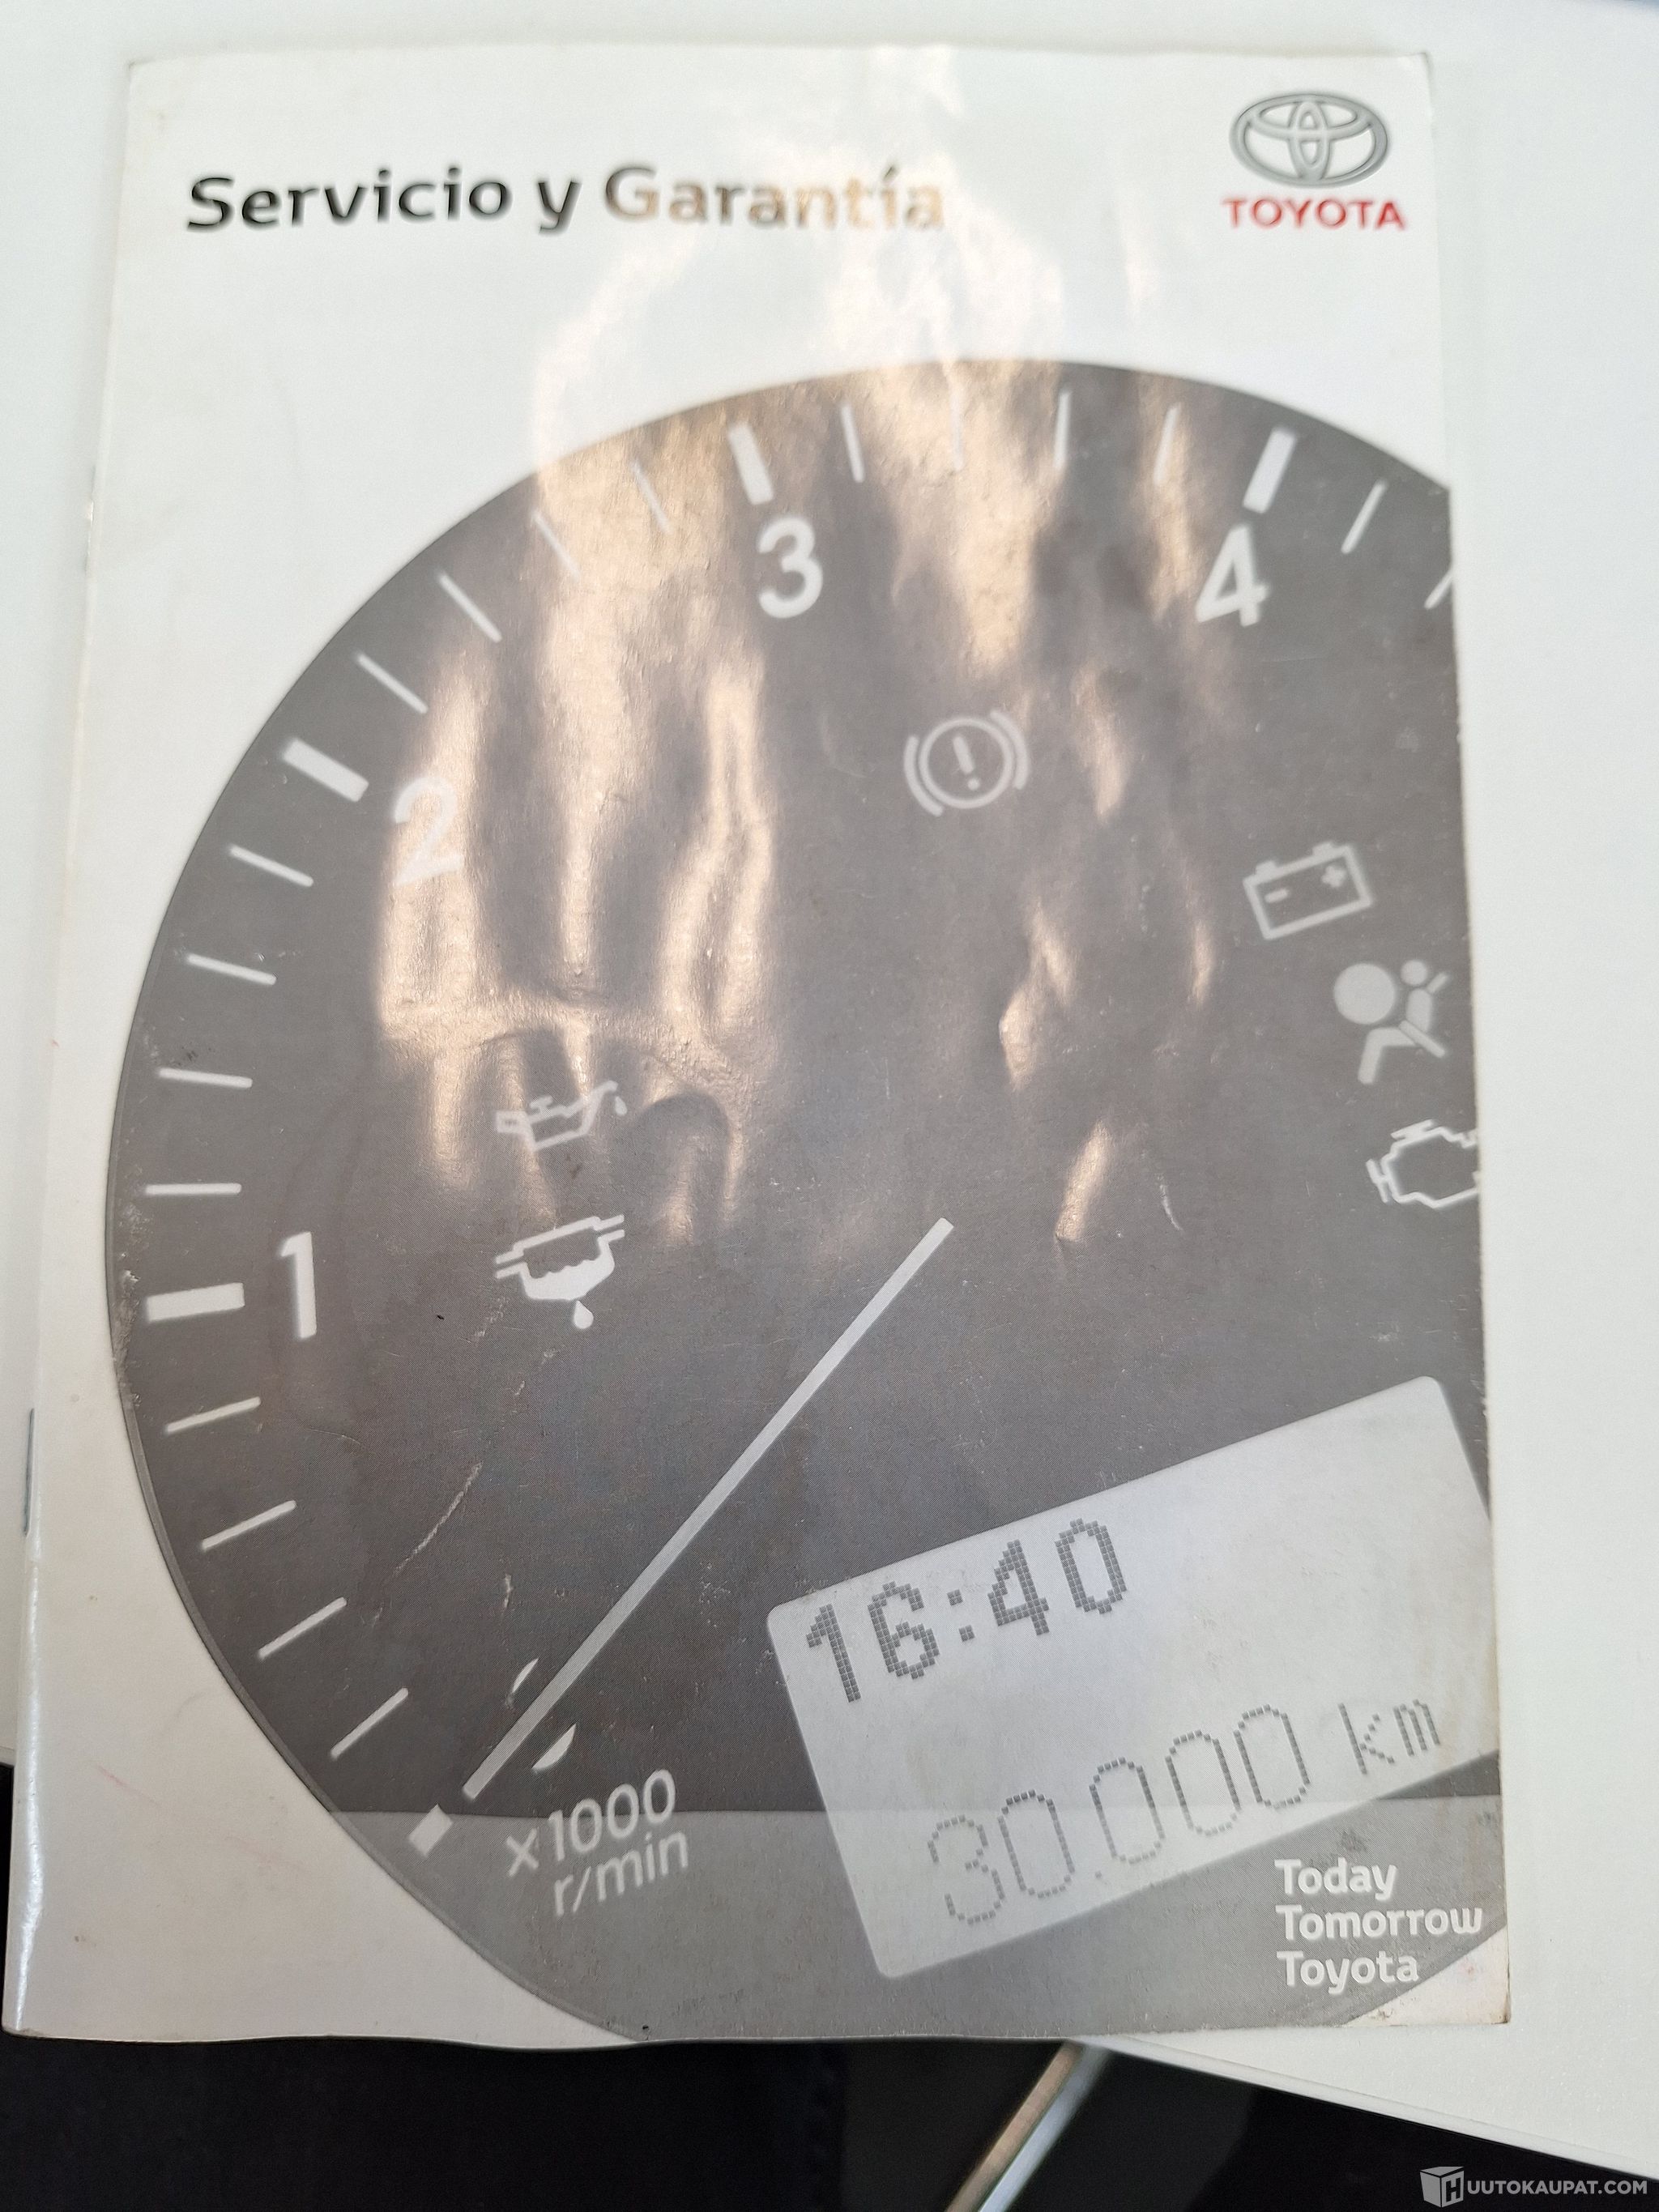 Servicio y Garantía
TOYOTA
3
4
2
1
16:40
30.000 km
x1000
r/min
Today
Tomorrow
Toyota
HUUTOKAUPAT.COM